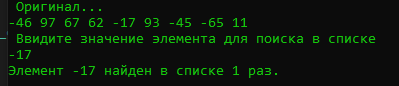 Оригинал...
-46 97 67 62 -17 93 -45 -65 11
Ввидите значение элемента для поиска в списке
-17
Элемент -17 найден в списке 1 раз.